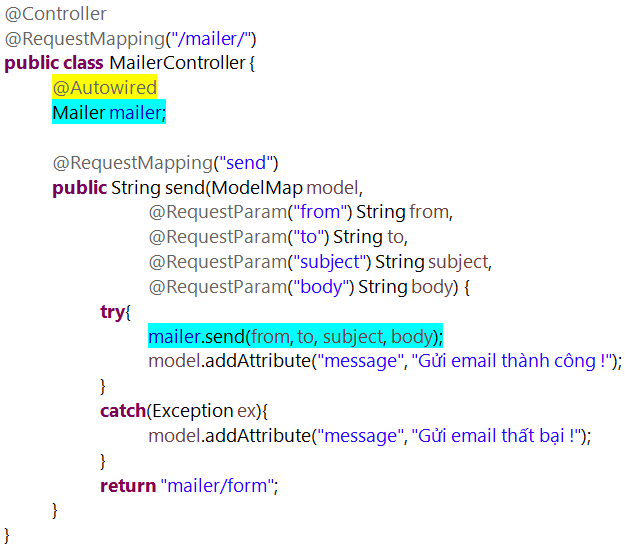 @Controller
@RequestMapping("/mailer/")
public class MailerController {
@Autowired
Mailer mailer;
@RequestMapping("send")
public String send(ModelMap model,
@RequestParam("from") String from,
@RequestParam("to") String to,
@RequestParam("subject") String subject,
@RequestParam("body") String body) {
try{
mailer.send(from, to, subject, body);
model.addAttribute("message", "Gửi email thành công !");
}
catch(Exception ex){
model.addAttribute("message", "Gửi email thất bại !");
}
return "mailer/form";
}
}